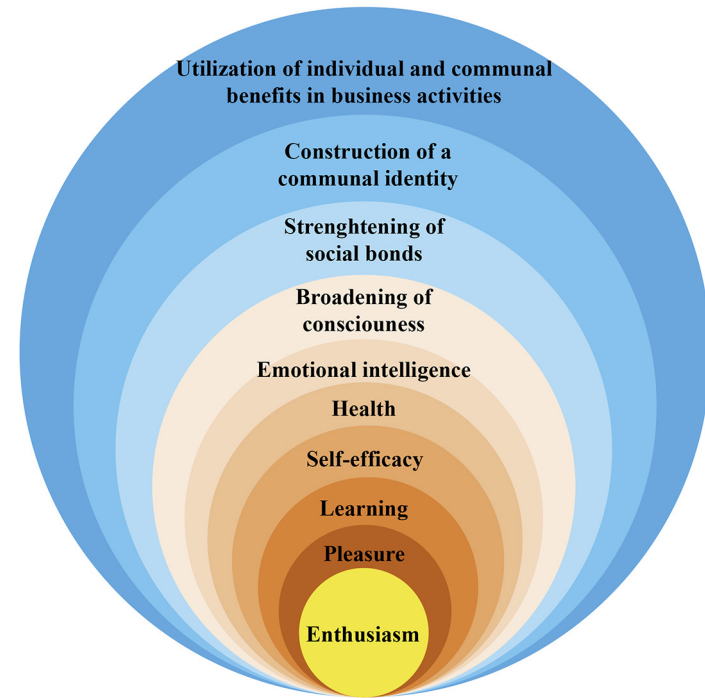 Utilization of individual and communal
benefits in business activities
Construction of a
communal identity
Strenghtening of
social bonds
Broadening of
consciouness
Emotional intelligence
Health
Self-efficacy
Learning
Pleasure
Enthusiasm